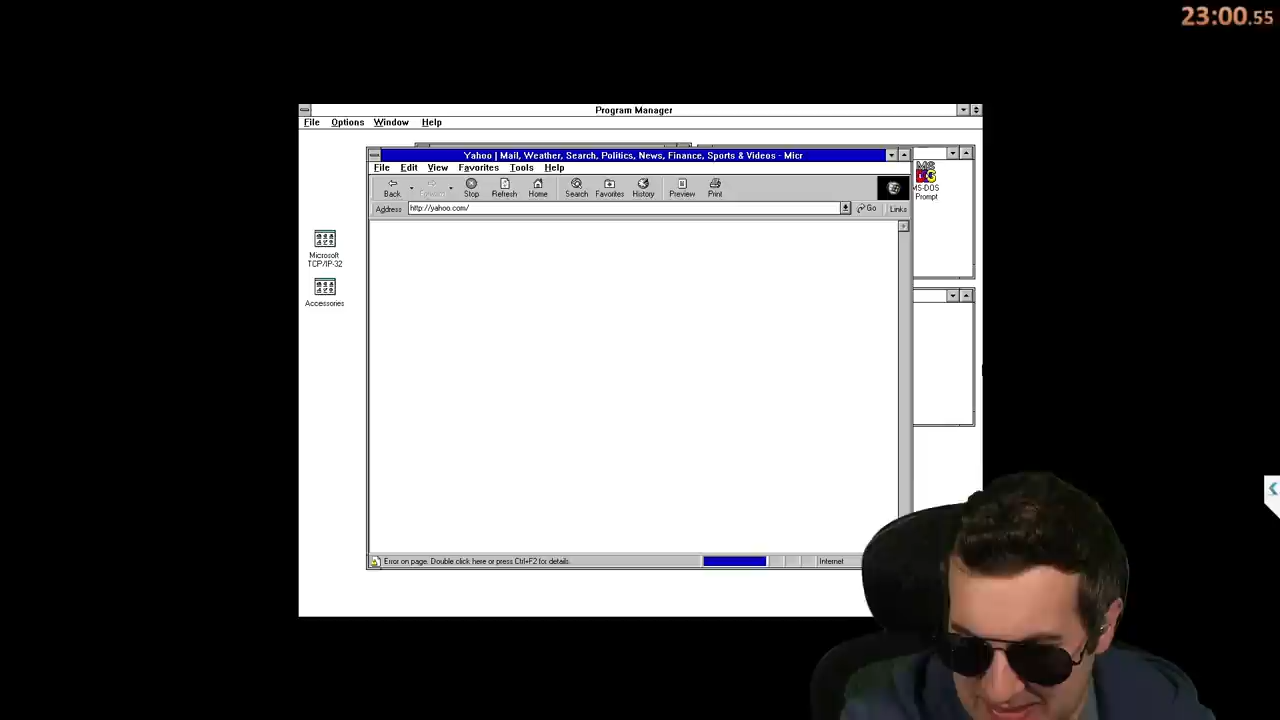 23:00.55
Program Manager
File Options Window Help
Yahoo | Mail, Weather, Search, Politics, News, Finance, Sports & Videos - Micr
File Edit View Favorites Tools Help
Back Forward Stop Refresh Home Search Favorites History Preview Print
Address http://yahoo.com/ Go Links
MS-DOS
Prompt
Microsoft
TCP/IP-32
Accessories
Error on page. Double click here or press Ctrl+F2 for details. Internet